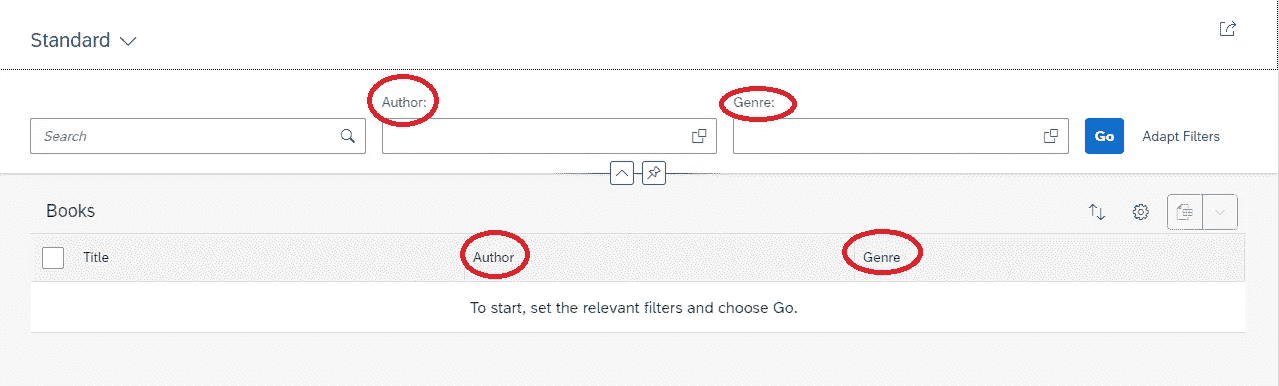 Standard
Author: Genre:
Search Go Adapt Filters
Books
Title Author Genre
To start, set the relevant filters and choose Go.